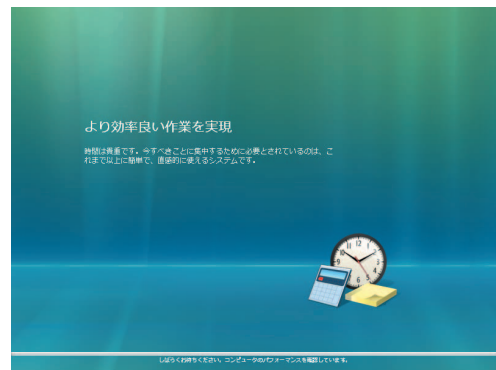 より効率良い作業を実現
時間は貴重です。今すべきことに集中するために必要とされているのは、こ
れまで以上に簡単で、直感的に使えるシステムです。
12
しばらくお待ちください。コンピュータのパフォーマンスを確認しています。